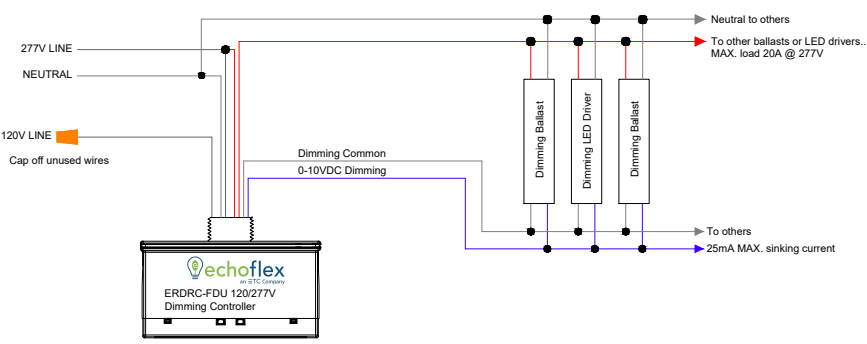 Neutral to others
277V LINE
To other ballasts or LED drivers..
MAX. load 20A @ 277V
NEUTRAL
Dimming Ballast
Dimming LED Driver
Dimming Ballast
120V LINE
Cap off unused wires
Dimming Common
0-10VDC Dimming
To others
25mA MAX. sinking current
echoflex
an ETC Company
ERDRC-FDU 120/277V
Dimming Controller